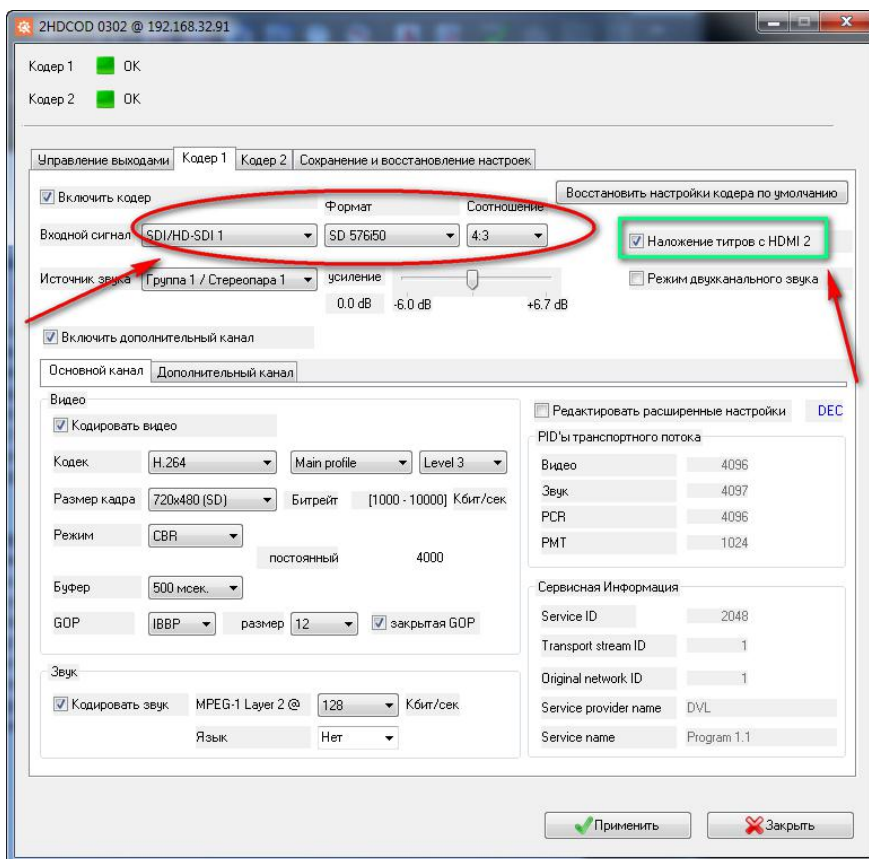 2HDCOD 0302 @ 192.168.32.91
Кодер 1 OK
Кодер 2 OK
Управление выходами Кодер 1 Кодер 2 Сохранение и восстановление настроек
Включить кодер Восстановить настройки кодера по умолчанию
Формат Соотношение
Входной сигнал SDI/HD-SDI 1 SD 576i50 4:3 Наложение титров с HDMI 2
Источник звука Группа 1 / Стереопара 1 усиление Режим двухканального звука
0.0 dB -6.0 dB +6.7 dB
Включить дополнительный канал
Основной канал Дополнительный канал
Видео
Кодировать видео
Кодек H.264 Main profile Level 3
Размер кадра 720x480 (SD) Битрейт [1000 - 10000] Кбит/сек
Режим CBR
постоянный 4000
Буфер 500 мсек.
GOP IBBP размер 12 закрытая GOP
Звук
Кодировать звук MPEG-1 Layer 2 @ 128 Кбит/сек
Язык Нет
Редактировать расширенные настройки DEC
PID'ы транспортного потока
Видео 4096
Звук 4097
PCR 4096
PMT 1024
Сервисная Информация
Service ID 2048
Transport stream ID 1
Original network ID 1
Service provider name DVL
Service name Program 1.1
Применить Закрыть